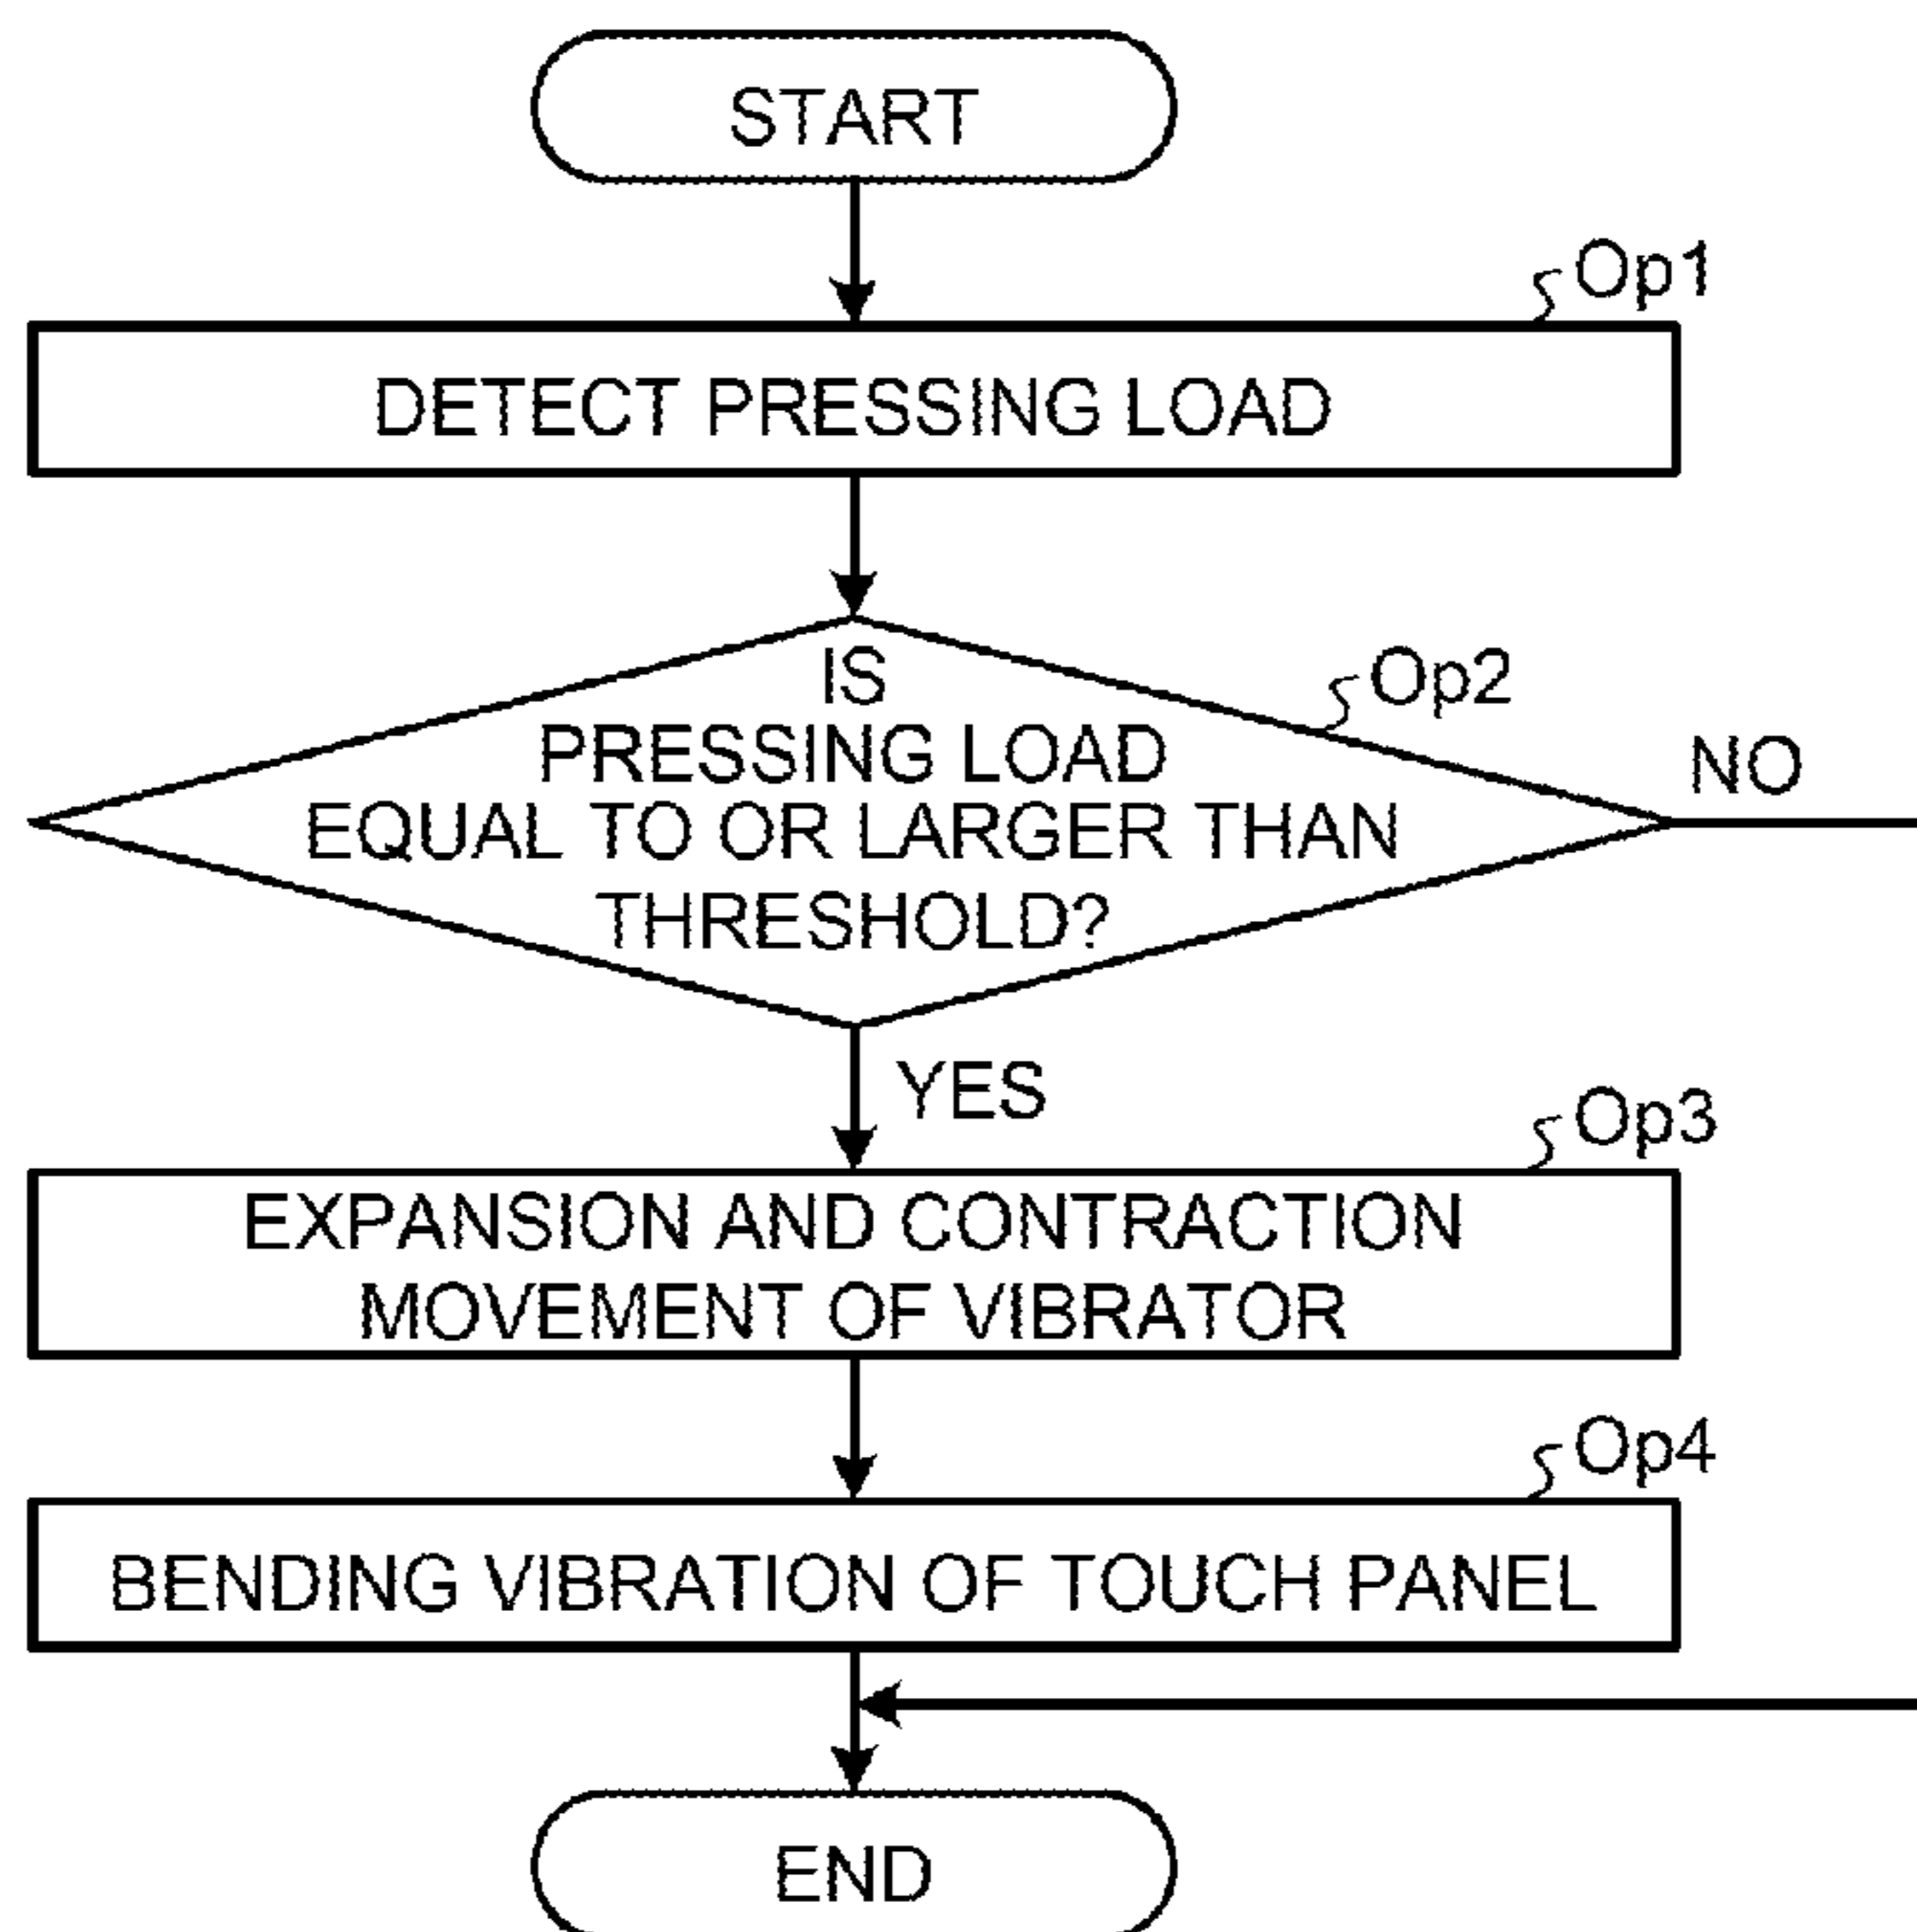 START
Op1
DETECT PRESSING LOAD
IS
Op2
PRESSING LOAD
NO
EQUAL TO OR LARGER THAN
THRESHOLD?
YES
Op3
EXPANSION AND CONTRACTION
MOVEMENT OF VIBRATOR
Op4
BENDING VIBRATION OF TOUCH PANEL
END